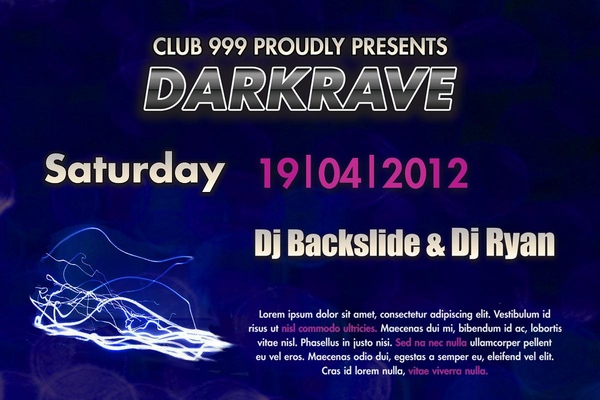 CLUB 999 PROUDLY PRESENTS
DARKRAVE
Saturday 19|04|2012
Dj Backslide & Dj Ryan
Lorem ipsum dolor sit amet, consectetur adipiscing elit. Vestibulum id
risus ut nisl commodo ultricies. Maecenas dui mi, bibendum id ac, lobortis
vitae nisl. Phasellus in justo nisi. Sed na nec nulla ullamcorper pellent
eu vel eros. Maecenas odio dui, egestas a semper eu, eleifend vel elit.
Cras id lorem nulla, vitae viverra nulla.